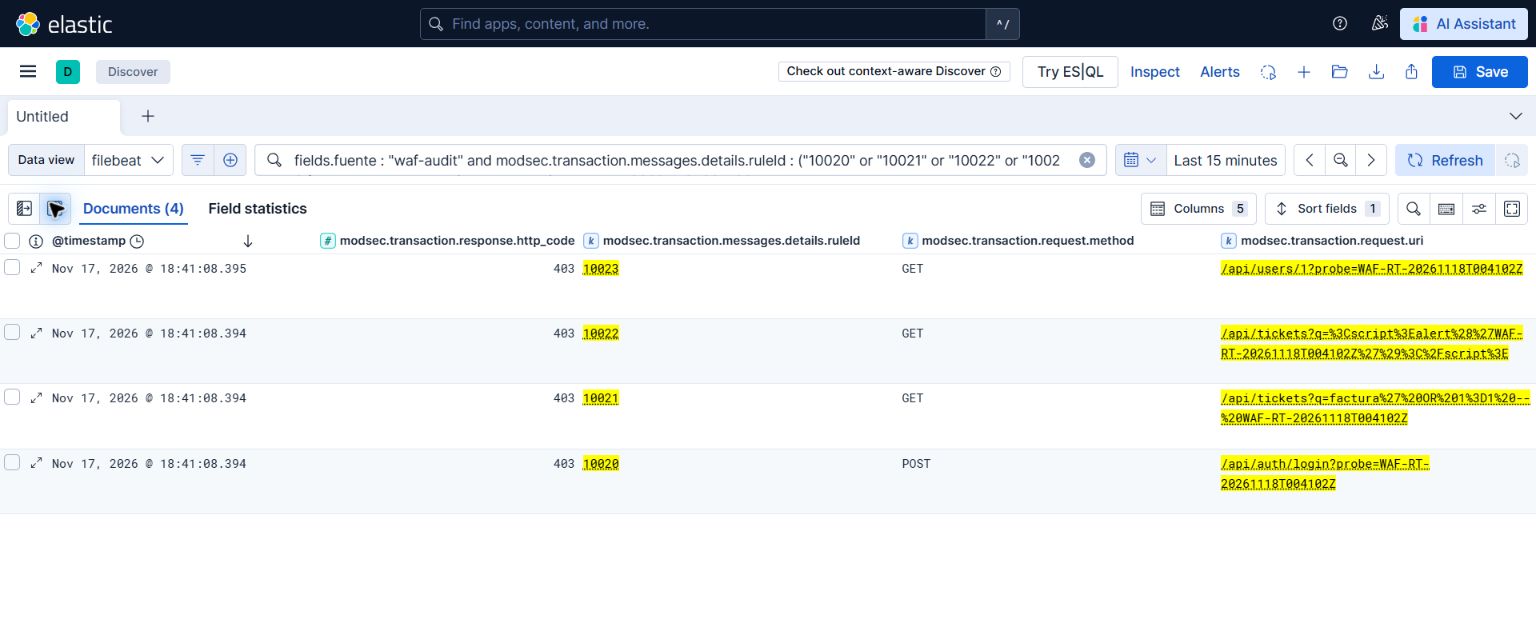 elastic
Find apps, content, and more.
^ /
AI Assistant
D
Discover
Check out context-aware Discover
Try ES|QL
Inspect
Alerts
Save
Untitled
Data view
filebeat
fields.fuente : "waf-audit" and modsec.transaction.messages.details.ruleId : ("10020" or "10021" or "10022" or "1002
Last 15 minutes
Refresh
Documents (4)
Field statistics
Columns 5
Sort fields 1
@timestamp
# modsec.transaction.response.http_code
k modsec.transaction.messages.details.ruleId
k modsec.transaction.request.method
k modsec.transaction.request.uri
Nov 17, 2026 @ 18:41:08.395
403
10023
GET
/api/users/1?probe=WAF-RT-20261118T004102Z
Nov 17, 2026 @ 18:41:08.394
403
10022
GET
/api/tickets?q=%3Cscript%3Ealert%28%27WAF-
RT-20261118T004102Z%27%29%3C%2Fscript%3E
Nov 17, 2026 @ 18:41:08.394
403
10021
GET
/api/tickets?q=factura%27%20OR%201%3D1%20--
%20WAF-RT-20261118T004102Z
Nov 17, 2026 @ 18:41:08.394
403
10020
POST
/api/auth/login?probe=WAF-RT-
20261118T004102Z